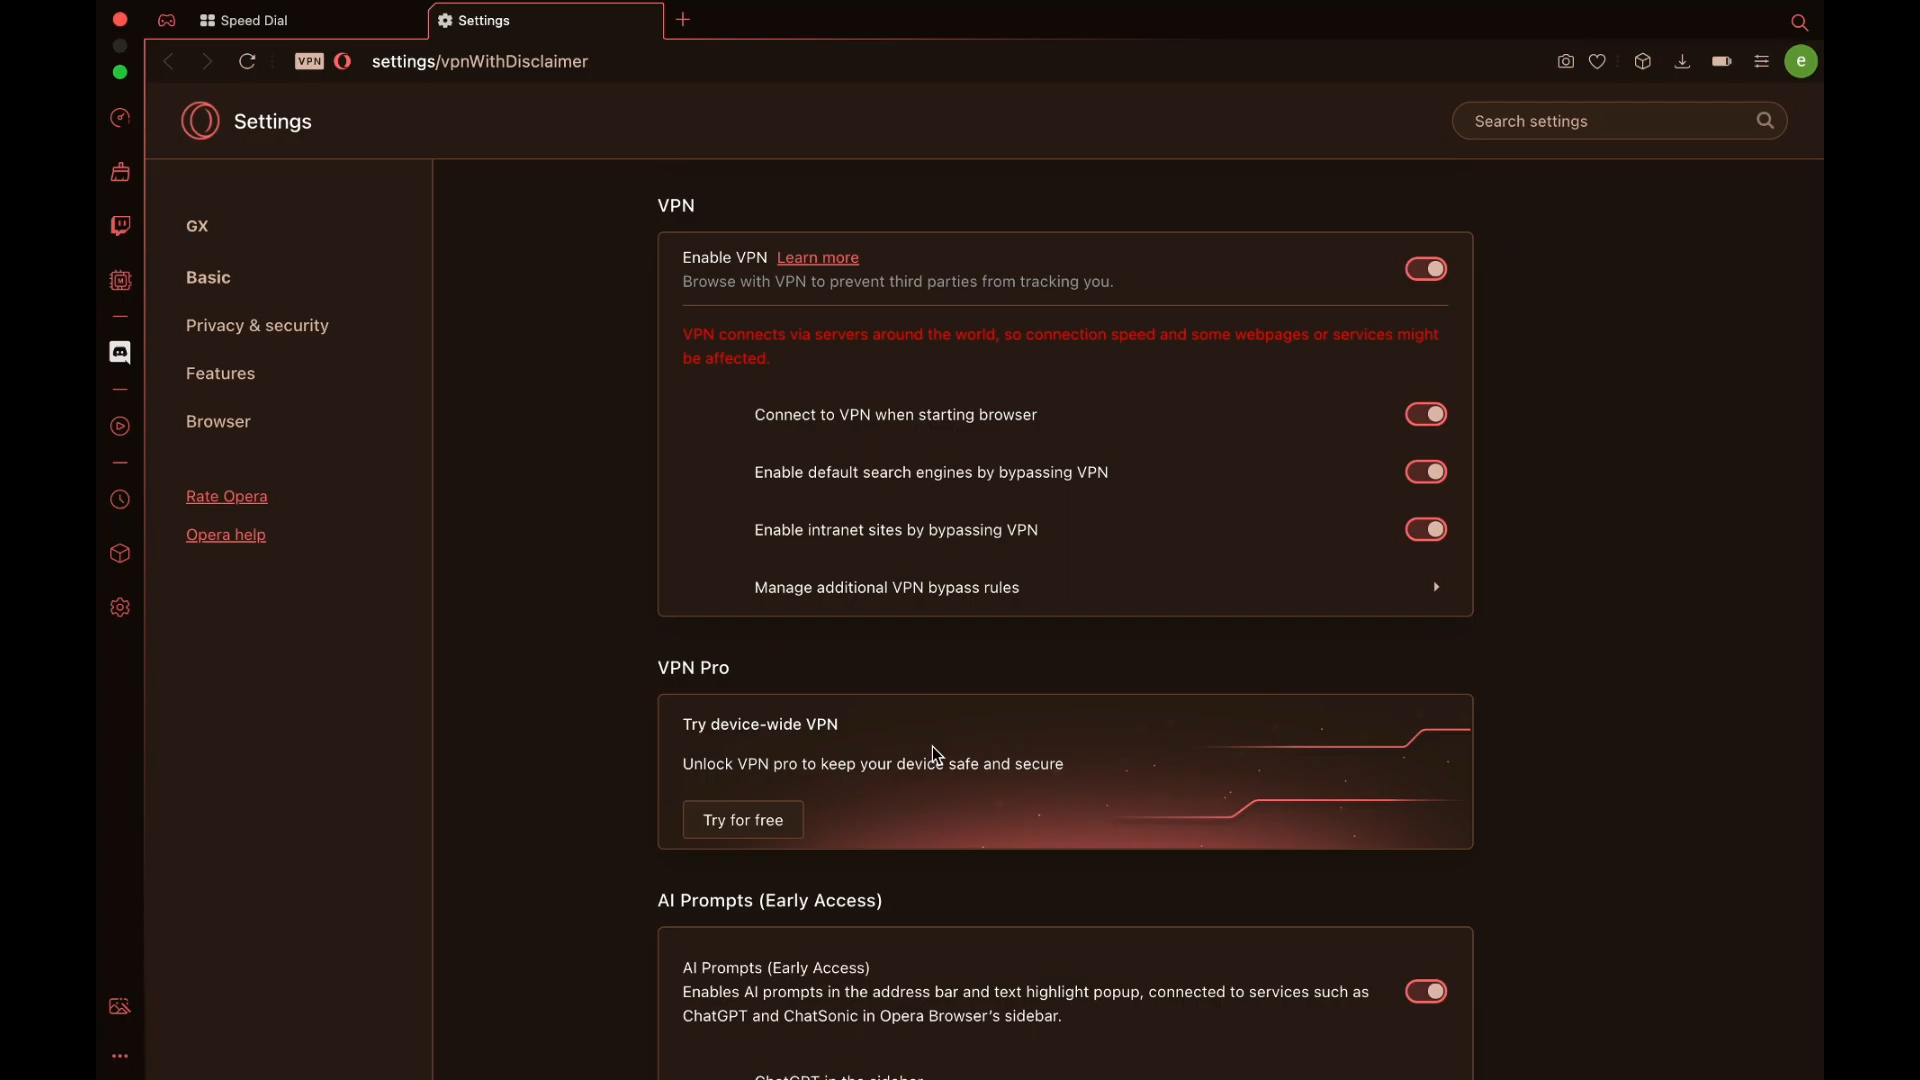 Speed Dial
Settings
VPN
settings/vpnWithDisclaimer
e
Settings
Search settings
GX
Basic
Privacy & security
Features
Browser
Rate Opera
Opera help
VPN
Enable VPN Learn more
Browse with VPN to prevent third parties from tracking you.
VPN connects via servers around the world, so connection speed and some webpages or services might
be affected.
Connect to VPN when starting browser
Enable default search engines by bypassing VPN
Enable intranet sites by bypassing VPN
Manage additional VPN bypass rules
VPN Pro
Try device-wide VPN
Unlock VPN pro to keep your device safe and secure
Try for free
AI Prompts (Early Access)
AI Prompts (Early Access)
Enables AI prompts in the address bar and text highlight popup, connected to services such as
ChatGPT and ChatSonic in Opera Browser's sidebar.
ChatGPT in the sidebar